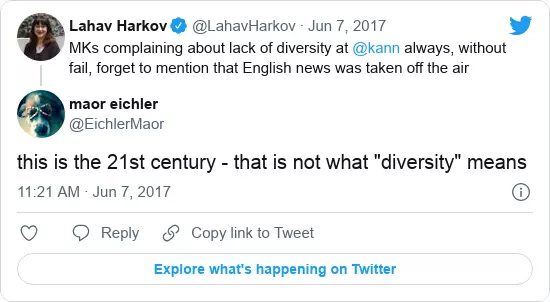 Lahav Harkov @LahavHarkov · Jun 7, 2017
MKs complaining about lack of diversity at @kann always, without
fail, forget to mention that English news was taken off the air
maor eichler
@EichlerMaor
this is the 21st century - that is not what "diversity" means
11:21 AM · Jun 7, 2017
Reply Copy link to Tweet
Explore what's happening on Twitter